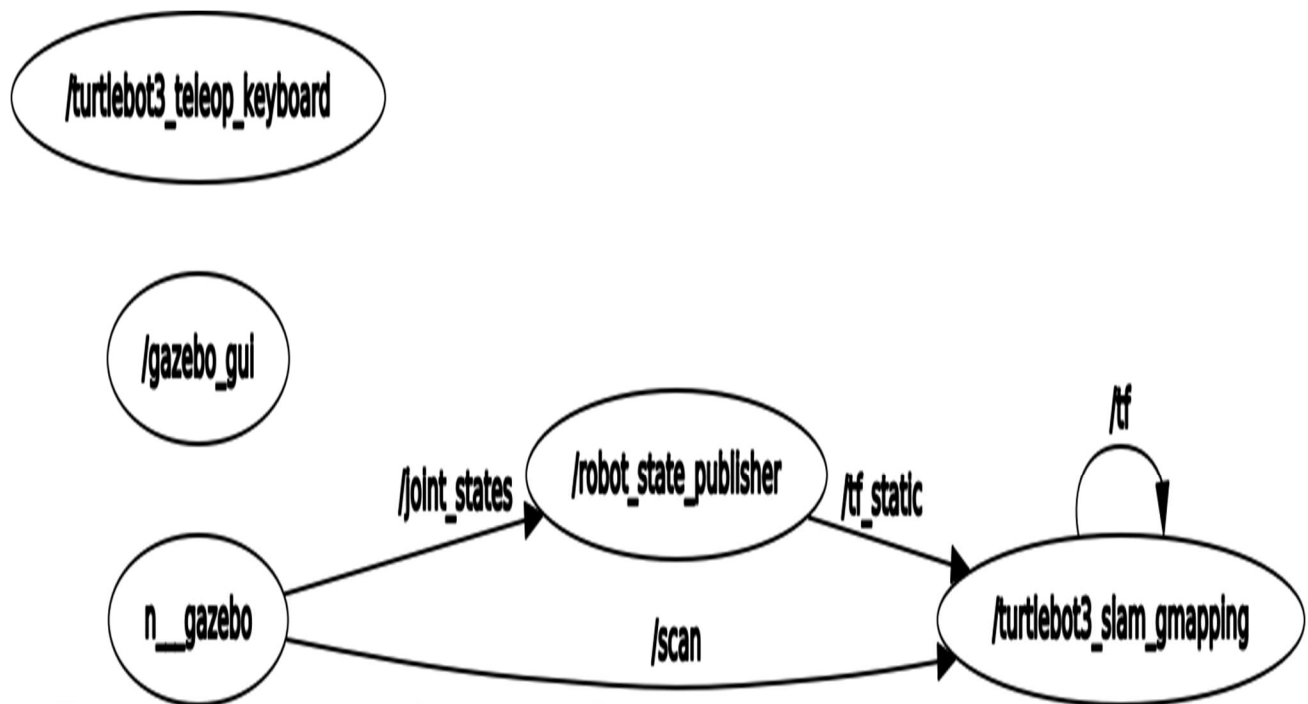 /turtlebot3_teleop_keyboard
/gazebo_gui
/tf
/joint_states
/robot_state_publisher
/tf_static
n__gazebo
/scan
/turtlebot3_slam_gmapping